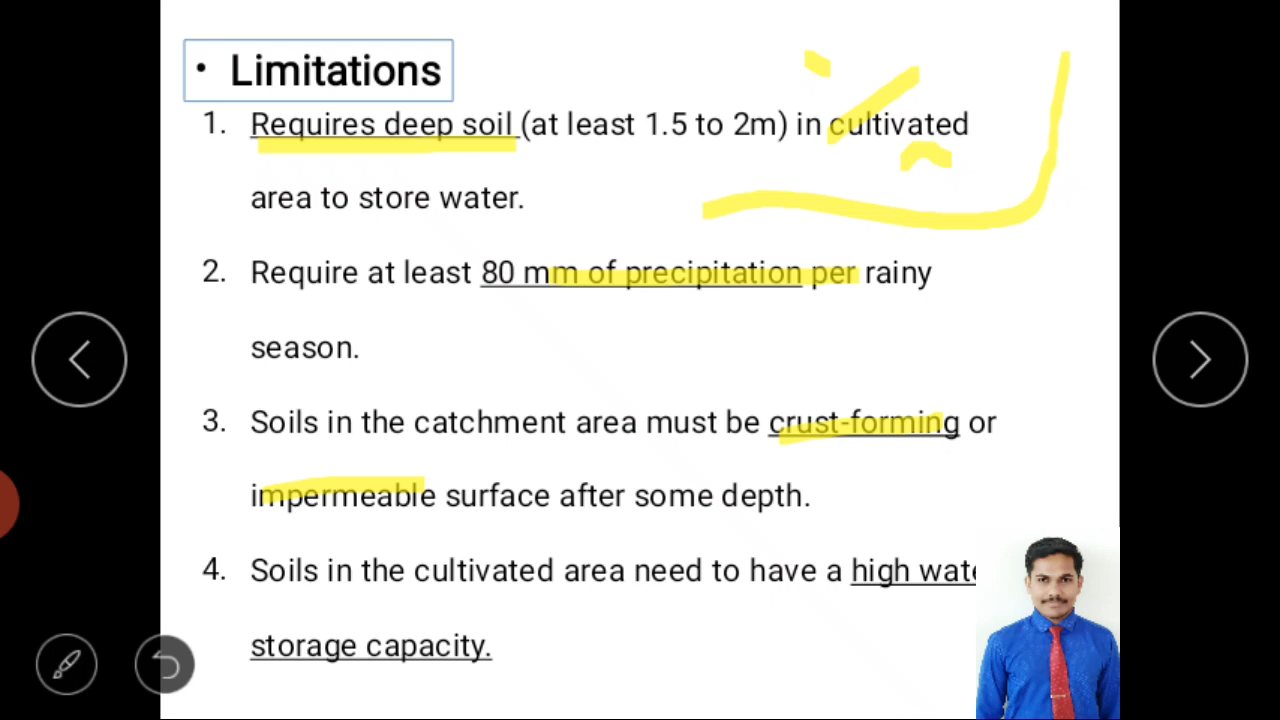 • Limitations
1. Requires deep soil (at least 1.5 to 2m) in cultivated
area to store water.
2. Require at least 80 mm of precipitation per rainy
season.
3. Soils in the catchment area must be crust-forming or
impermeable surface after some depth.
4. Soils in the cultivated area need to have a high wate
storage capacity.